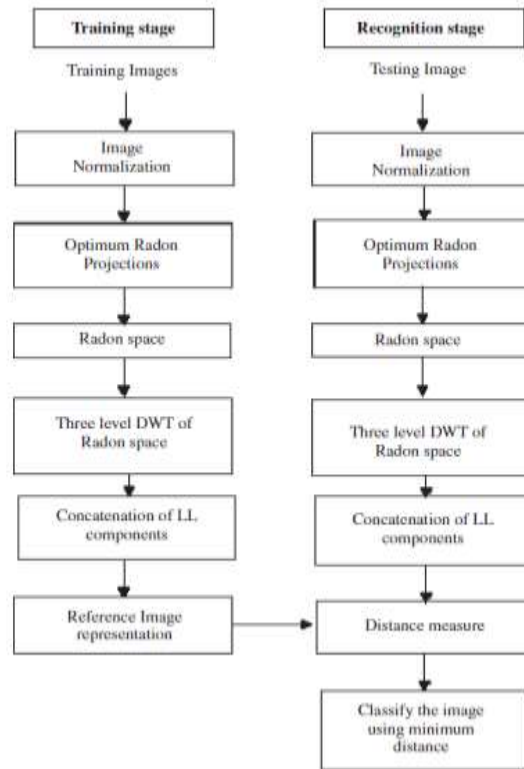 Training stage
Training Images
Image
Normalization
Optimum Radon
Projections
Radon space
Three level DWT of
Radon space
Concatenation of LL
components
Reference Image
representation
Recognition stage
Testing Image
Image
Normalization
Optimum Radon
Projections
Radon space
Three level DWT of
Radon space
Concatenation of LL
components
Distance measure
Classify the image
using minimum
distance